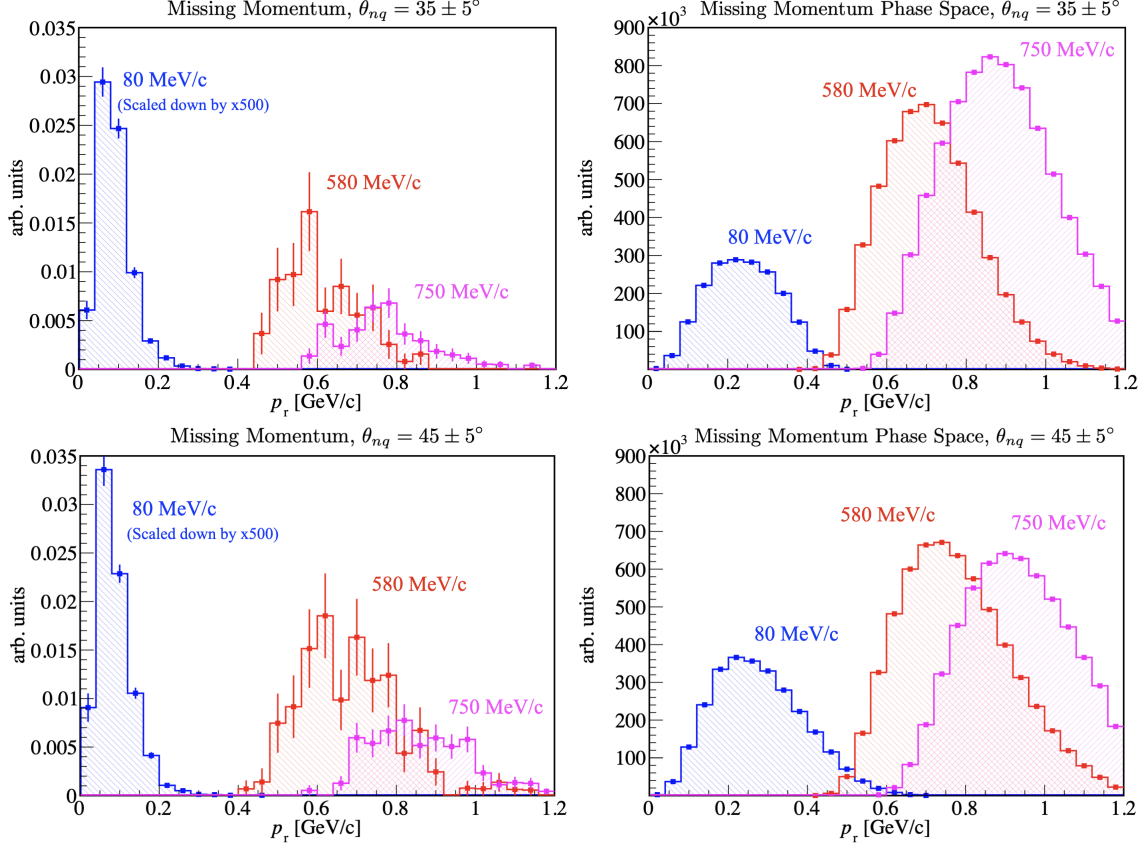 Missing Momentum, θnq = 35 ± 5°
0.035
0.03
0.025
0.02
0.015
0.01
0.005
0
arb. units
80 MeV/c
(Scaled down by x500)
580 MeV/c
750 MeV/c
0 0.2 0.4 0.6 0.8 1 1.2
pr [GeV/c]
Missing Momentum Phase Space, θnq = 35 ± 5°
×10³
900
800
700
600
500
400
300
200
100
arb. units
80 MeV/c
580 MeV/c
750 MeV/c
0 0.2 0.4 0.6 0.8 1 1.2
pr [GeV/c]
Missing Momentum, θnq = 45 ± 5°
0.035
0.03
0.025
0.02
0.015
0.01
0.005
0
arb. units
80 MeV/c
(Scaled down by x500)
580 MeV/c
750 MeV/c
0 0.2 0.4 0.6 0.8 1 1.2
pr [GeV/c]
Missing Momentum Phase Space, θnq = 45 ± 5°
×10³
900
800
700
600
500
400
300
200
100
arb. units
80 MeV/c
580 MeV/c
750 MeV/c
0 0.2 0.4 0.6 0.8 1 1.2
pr [GeV/c]